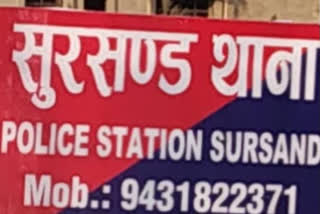 सुरसण्ड थाना
POLICE STATION SURSAND
Mob.: 9431822371